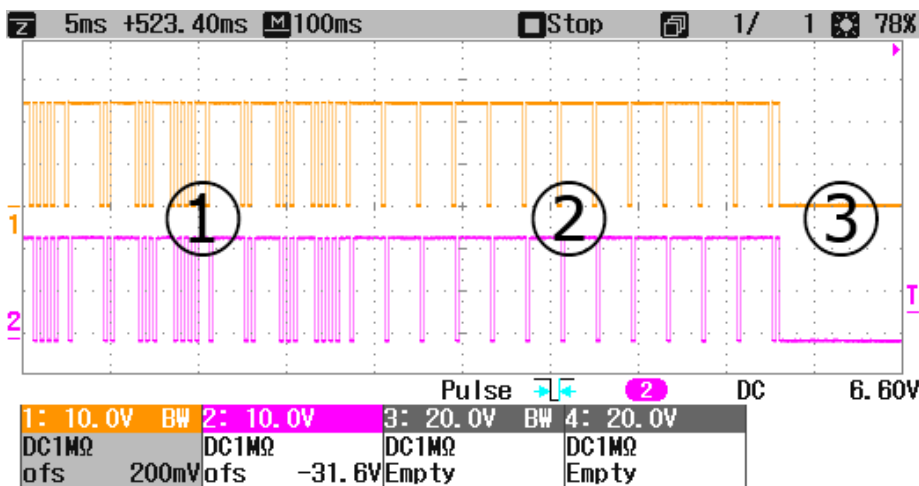 Z 5ms +523.40ms M 100ms Stop 1/ 1 78%
1
① ② ③
2
T
Pulse 2 DC 6.60V
1: 10.0V BW 2: 10.0V 3: 20.0V BW 4: 20.0V
DC1MΩ DC1MΩ DC1MΩ DC1MΩ
ofs 200mV ofs -31.6V Empty Empty